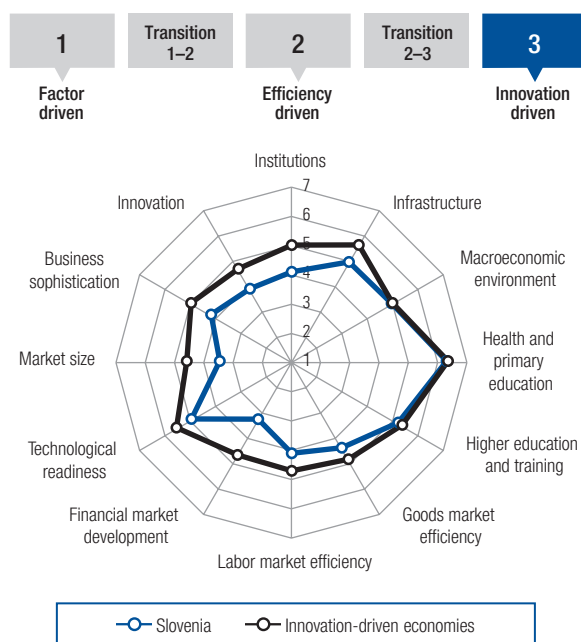 1
Transition
1–2
2
Transition
2–3
3
Factor
driven
Efficiency
driven
Innovation
driven
Institutions
7
6
5
4
3
2
1
Innovation
Infrastructure
Business
sophistication
Macroeconomic
environment
Market size
Health and
primary
education
Technological
readiness
Higher education
and training
Financial market
development
Goods market
efficiency
Labor market efficiency
Slovenia
Innovation-driven economies